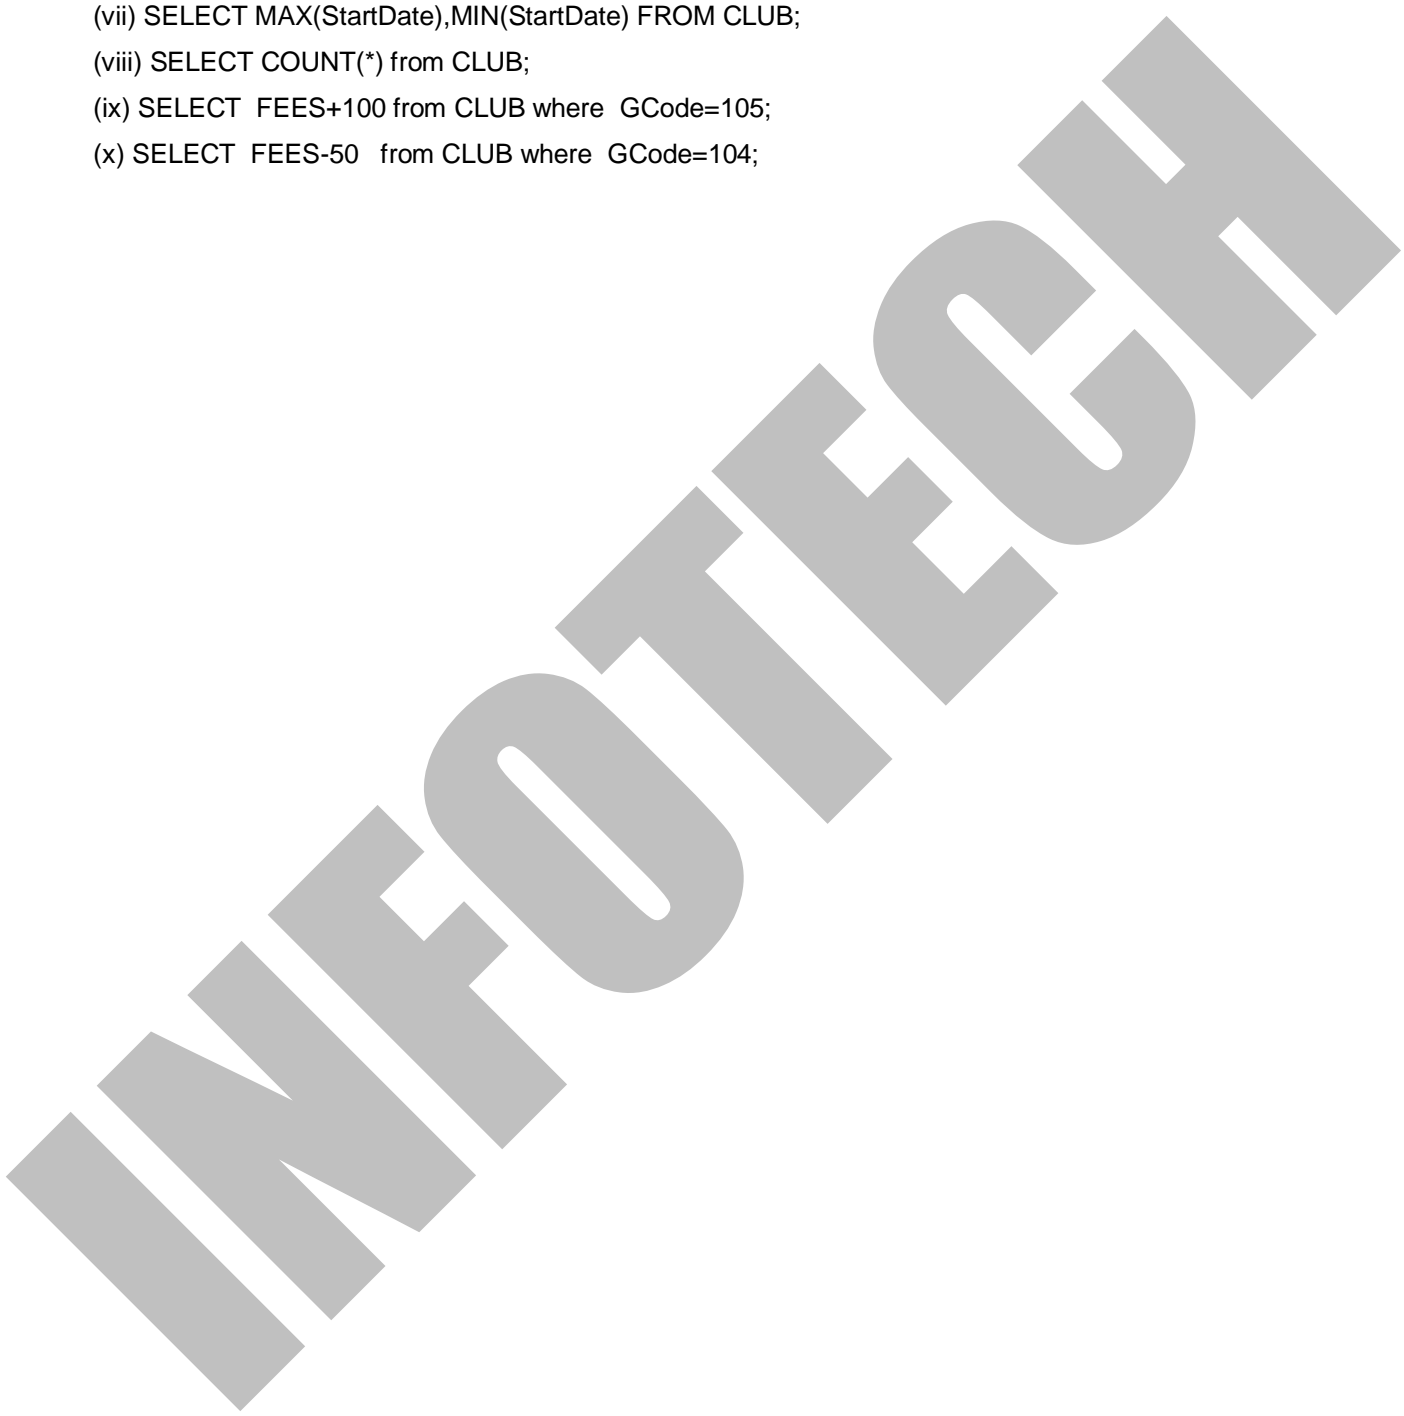 (vii) SELECT MAX(StartDate),MIN(StartDate) FROM CLUB;
(viii) SELECT COUNT(*) from CLUB;
(ix) SELECT  FEES+100 from CLUB where  GCode=105;
(x) SELECT  FEES-50   from CLUB where  GCode=104;
INFOTECH